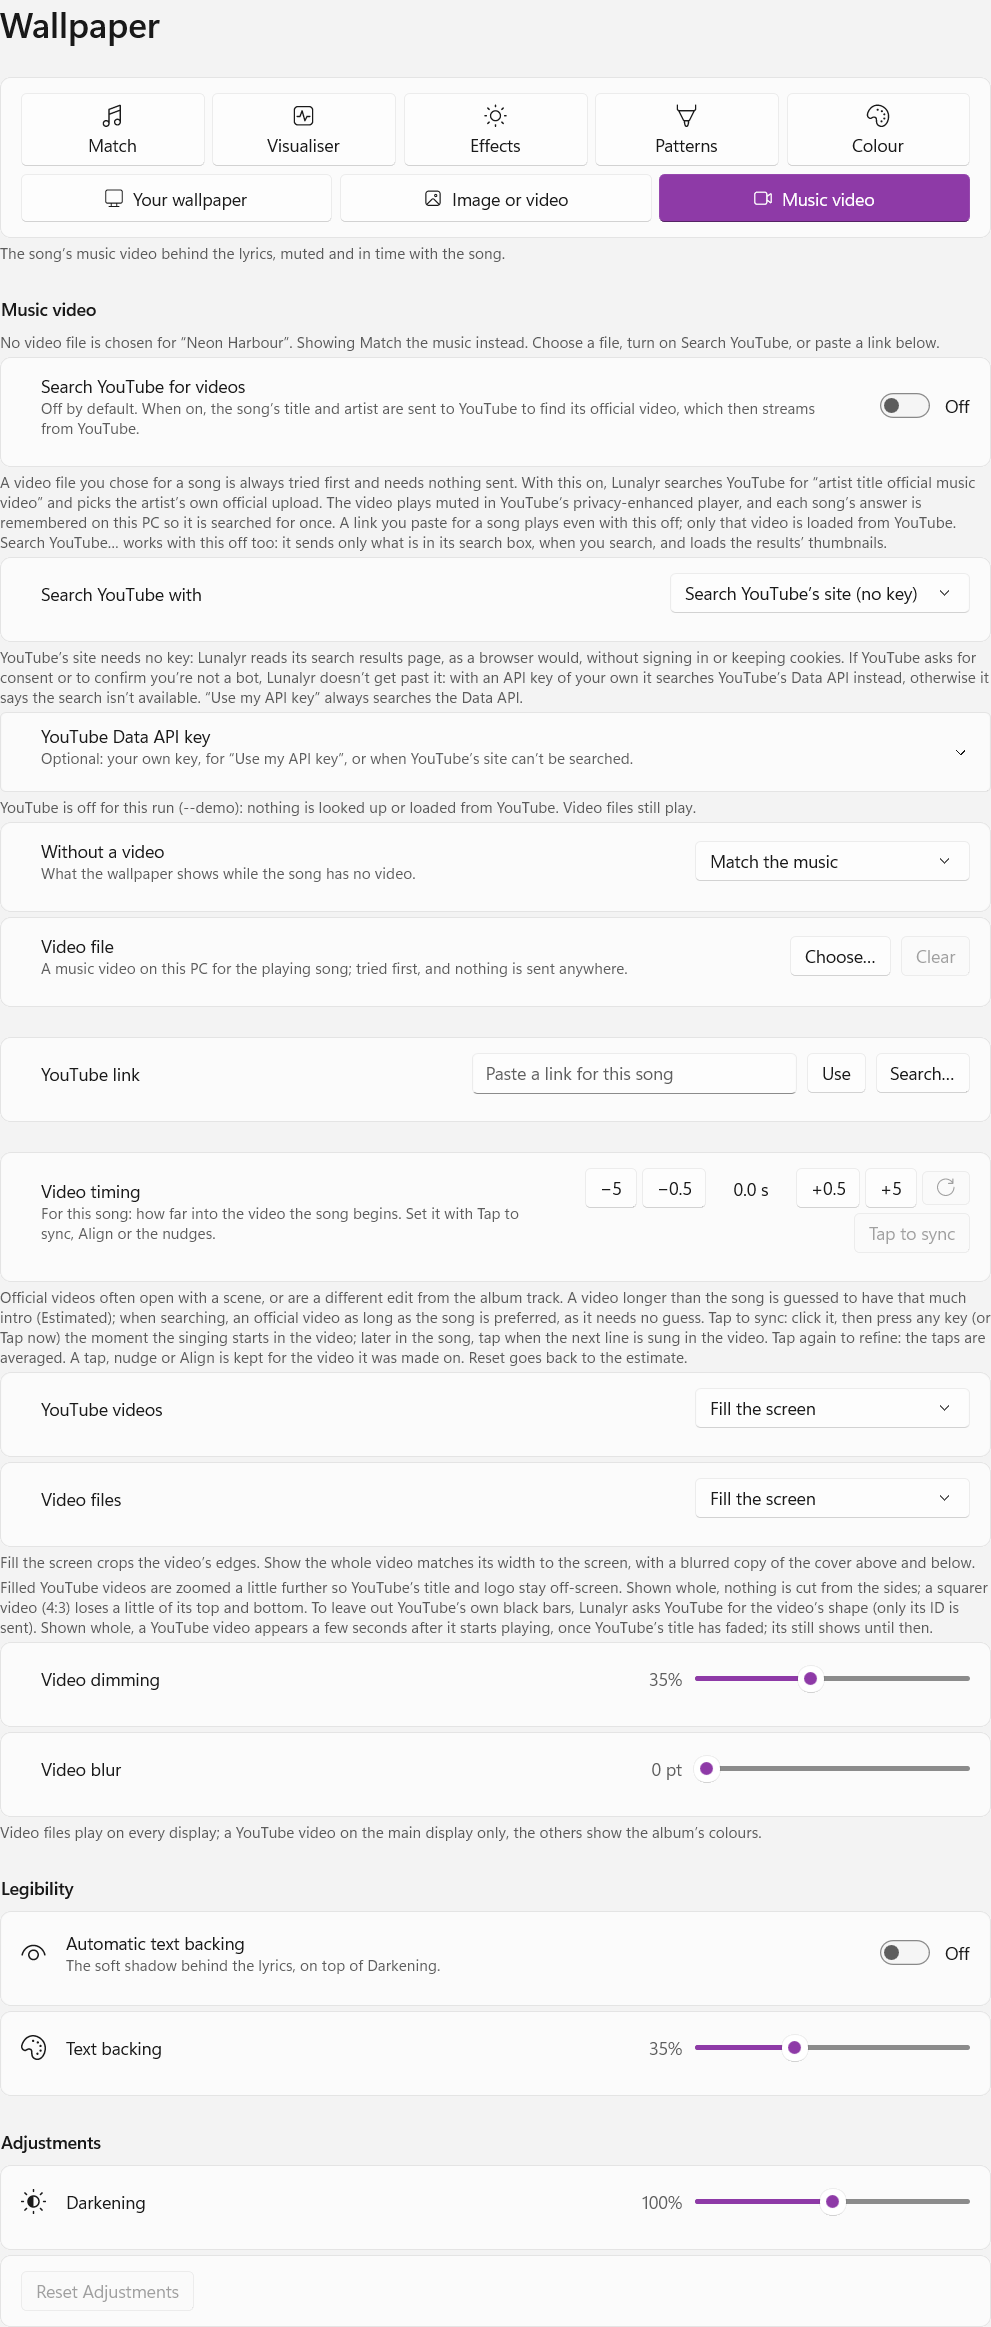 Wallpaper
Match
Visualiser
Effects
Patterns
Colour
Your wallpaper
Image or video
Music video
The song’s music video behind the lyrics, muted and in time with the song.
Music video
No video file is chosen for “Neon Harbour”. Showing Match the music instead. Choose a file, turn on Search YouTube, or paste a link below.
Search YouTube for videos
Off by default. When on, the song’s title and artist are sent to YouTube to find its official video, which then streams
from YouTube.
Off
A video file you chose for a song is always tried first and needs nothing sent. With this on, Lunalyr searches YouTube for “artist title official music
video” and picks the artist’s own official upload. The video plays muted in YouTube’s privacy-enhanced player, and each song’s answer is
remembered on this PC so it is searched for once. A link you paste for a song plays even with this off; only that video is loaded from YouTube.
Search YouTube… works with this off too: it sends only what is in its search box, when you search, and loads the results’ thumbnails.
Search YouTube with
Search YouTube’s site (no key)
YouTube’s site needs no key: Lunalyr reads its search results page, as a browser would, without signing in or keeping cookies. If YouTube asks for
consent or to confirm you’re not a bot, Lunalyr doesn’t get past it: with an API key of your own it searches YouTube’s Data API instead, otherwise it
says the search isn’t available. “Use my API key” always searches the Data API.
YouTube Data API key
Optional: your own key, for “Use my API key”, or when YouTube’s site can’t be searched.
YouTube is off for this run (--demo): nothing is looked up or loaded from YouTube. Video files still play.
Without a video
What the wallpaper shows while the song has no video.
Match the music
Video file
A music video on this PC for the playing song; tried first, and nothing is sent anywhere.
Choose…
Clear
YouTube link
Paste a link for this song
Use
Search…
Video timing
For this song: how far into the video the song begins. Set it with Tap to
sync, Align or the nudges.
−5
−0.5
0.0 s
+0.5
+5
Tap to sync
Official videos often open with a scene, or are a different edit from the album track. A video longer than the song is guessed to have that much
intro (Estimated); when searching, an official video as long as the song is preferred, as it needs no guess. Tap to sync: click it, then press any key (or
Tap now) the moment the singing starts in the video; later in the song, tap when the next line is sung in the video. Tap again to refine: the taps are
averaged. A tap, nudge or Align is kept for the video it was made on. Reset goes back to the estimate.
YouTube videos
Fill the screen
Video files
Fill the screen
Fill the screen crops the video’s edges. Show the whole video matches its width to the screen, with a blurred copy of the cover above and below.
Filled YouTube videos are zoomed a little further so YouTube’s title and logo stay off-screen. Shown whole, nothing is cut from the sides; a squarer
video (4:3) loses a little of its top and bottom. To leave out YouTube’s own black bars, Lunalyr asks YouTube for the video’s shape (only its ID is
sent). Shown whole, a YouTube video appears a few seconds after it starts playing, once YouTube’s title has faded; its still shows until then.
Video dimming
35%
Video blur
0 pt
Video files play on every display; a YouTube video on the main display only, the others show the album’s colours.
Legibility
Automatic text backing
The soft shadow behind the lyrics, on top of Darkening.
Off
Text backing
35%
Adjustments
Darkening
100%
Reset Adjustments